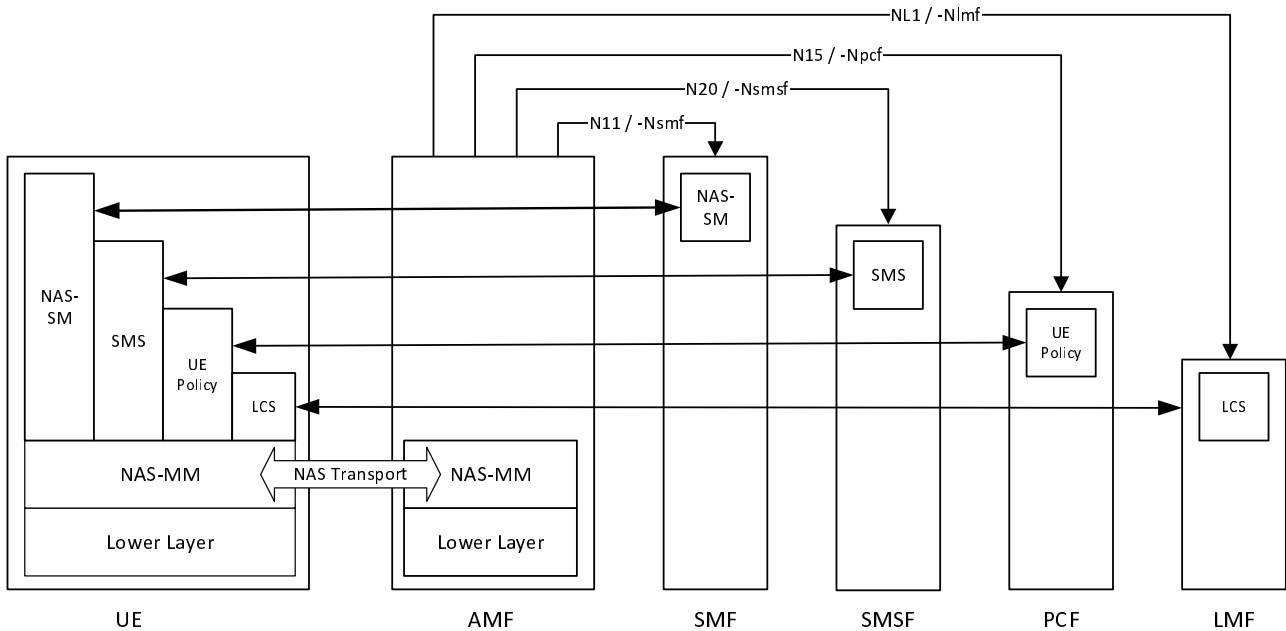 NL1 / -Nlmf
N15 / -Npcf
N20 / -Nsmsf
N11 / -Nsmf
NAS-
SM
NAS-
SM
SMS
SMS
UE
Policy
UE
Policy
LCS
LCS
NAS-MM
NAS Transport
NAS-MM
Lower Layer
Lower Layer
UE
AMF
SMF
SMSF
PCF
LMF